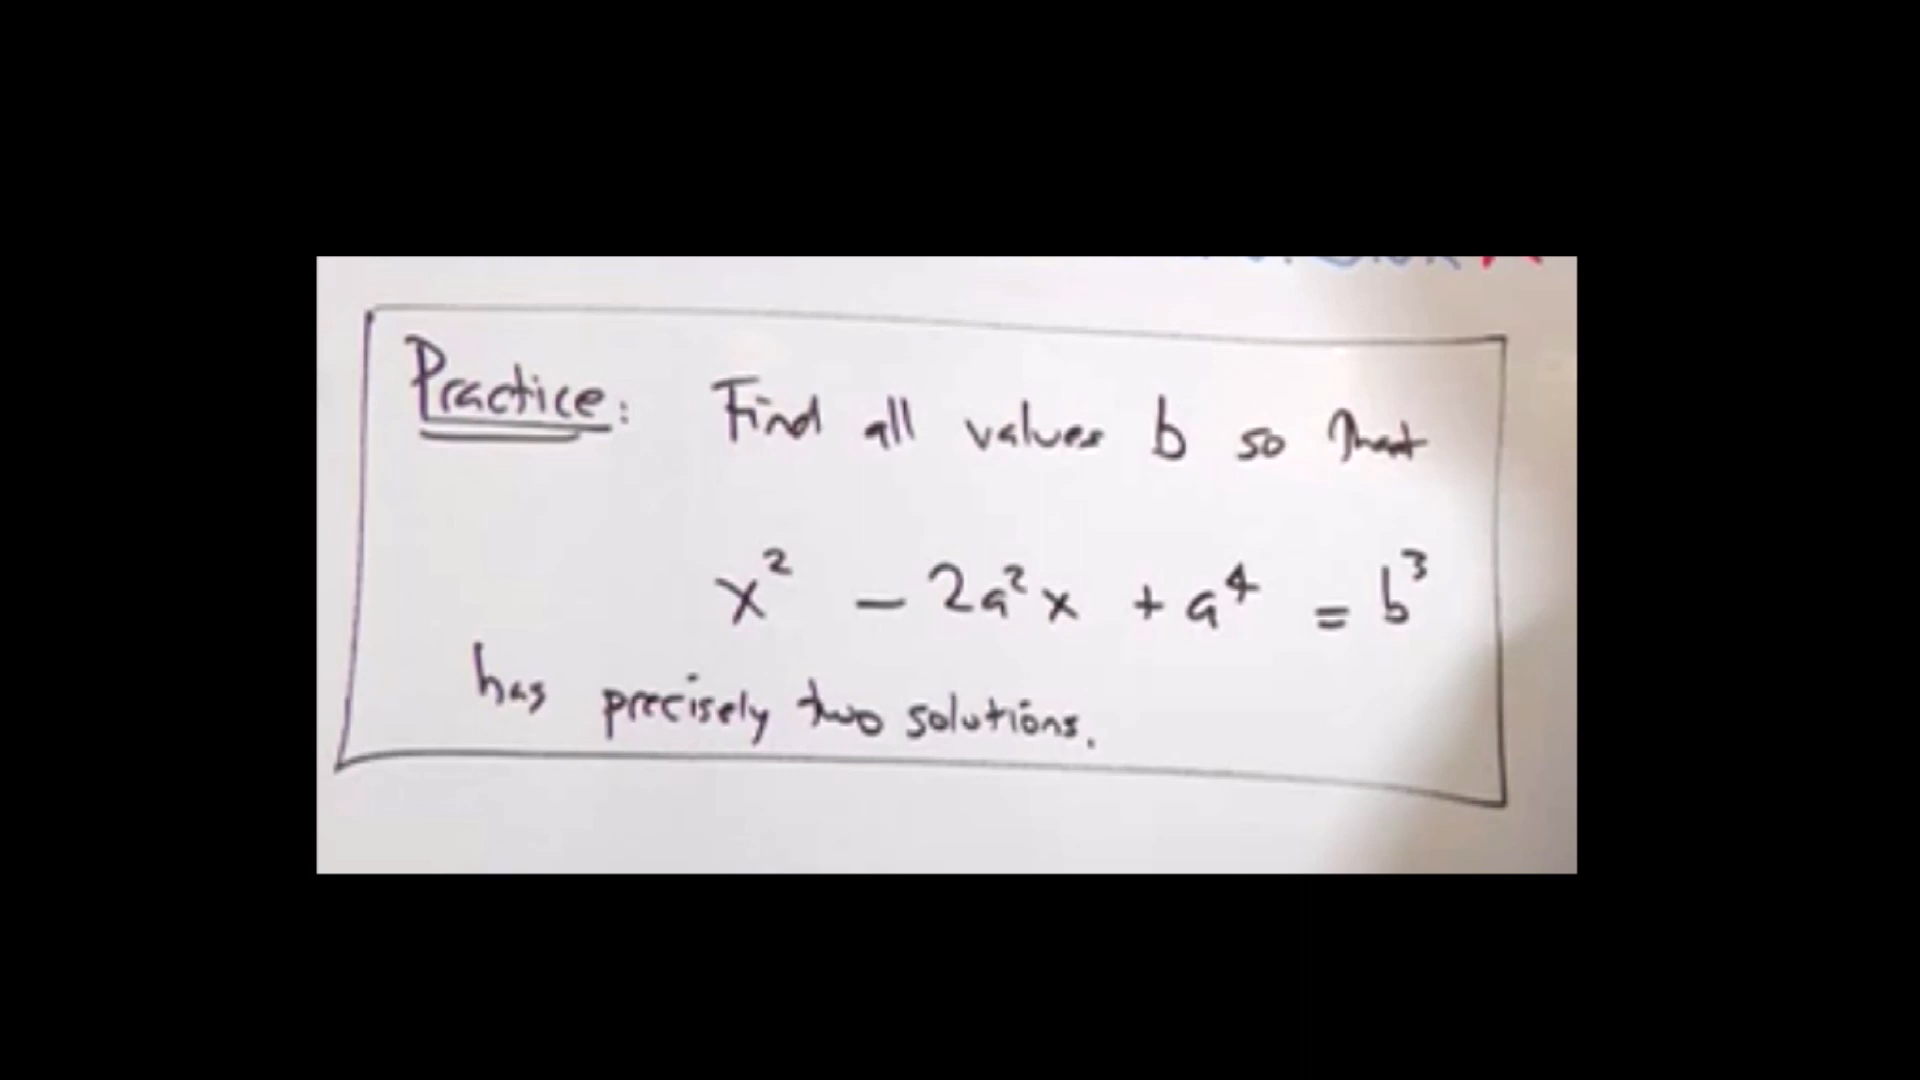 Practice: Find all values b so that
x² - 2a²x + a⁴ = b³
has precisely two solutions.